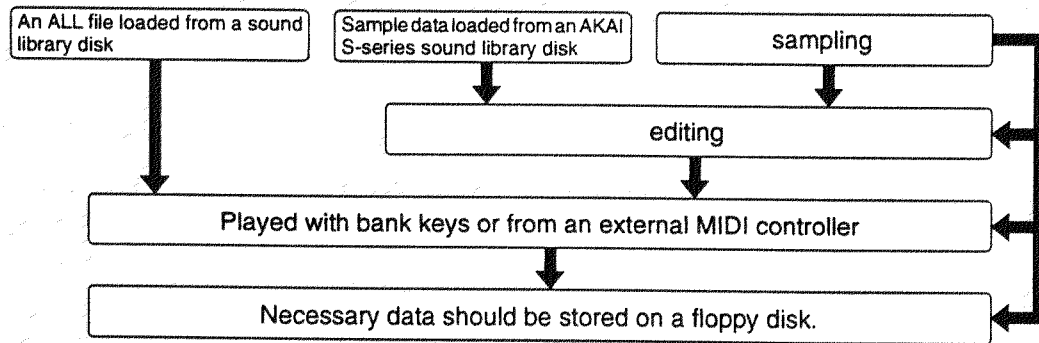 An ALL file loaded from a sound
library disk
Sample data loaded from an AKAI
S-series sound library disk
sampling
editing
Played with bank keys or from an external MIDI controller
Necessary data should be stored on a floppy disk.